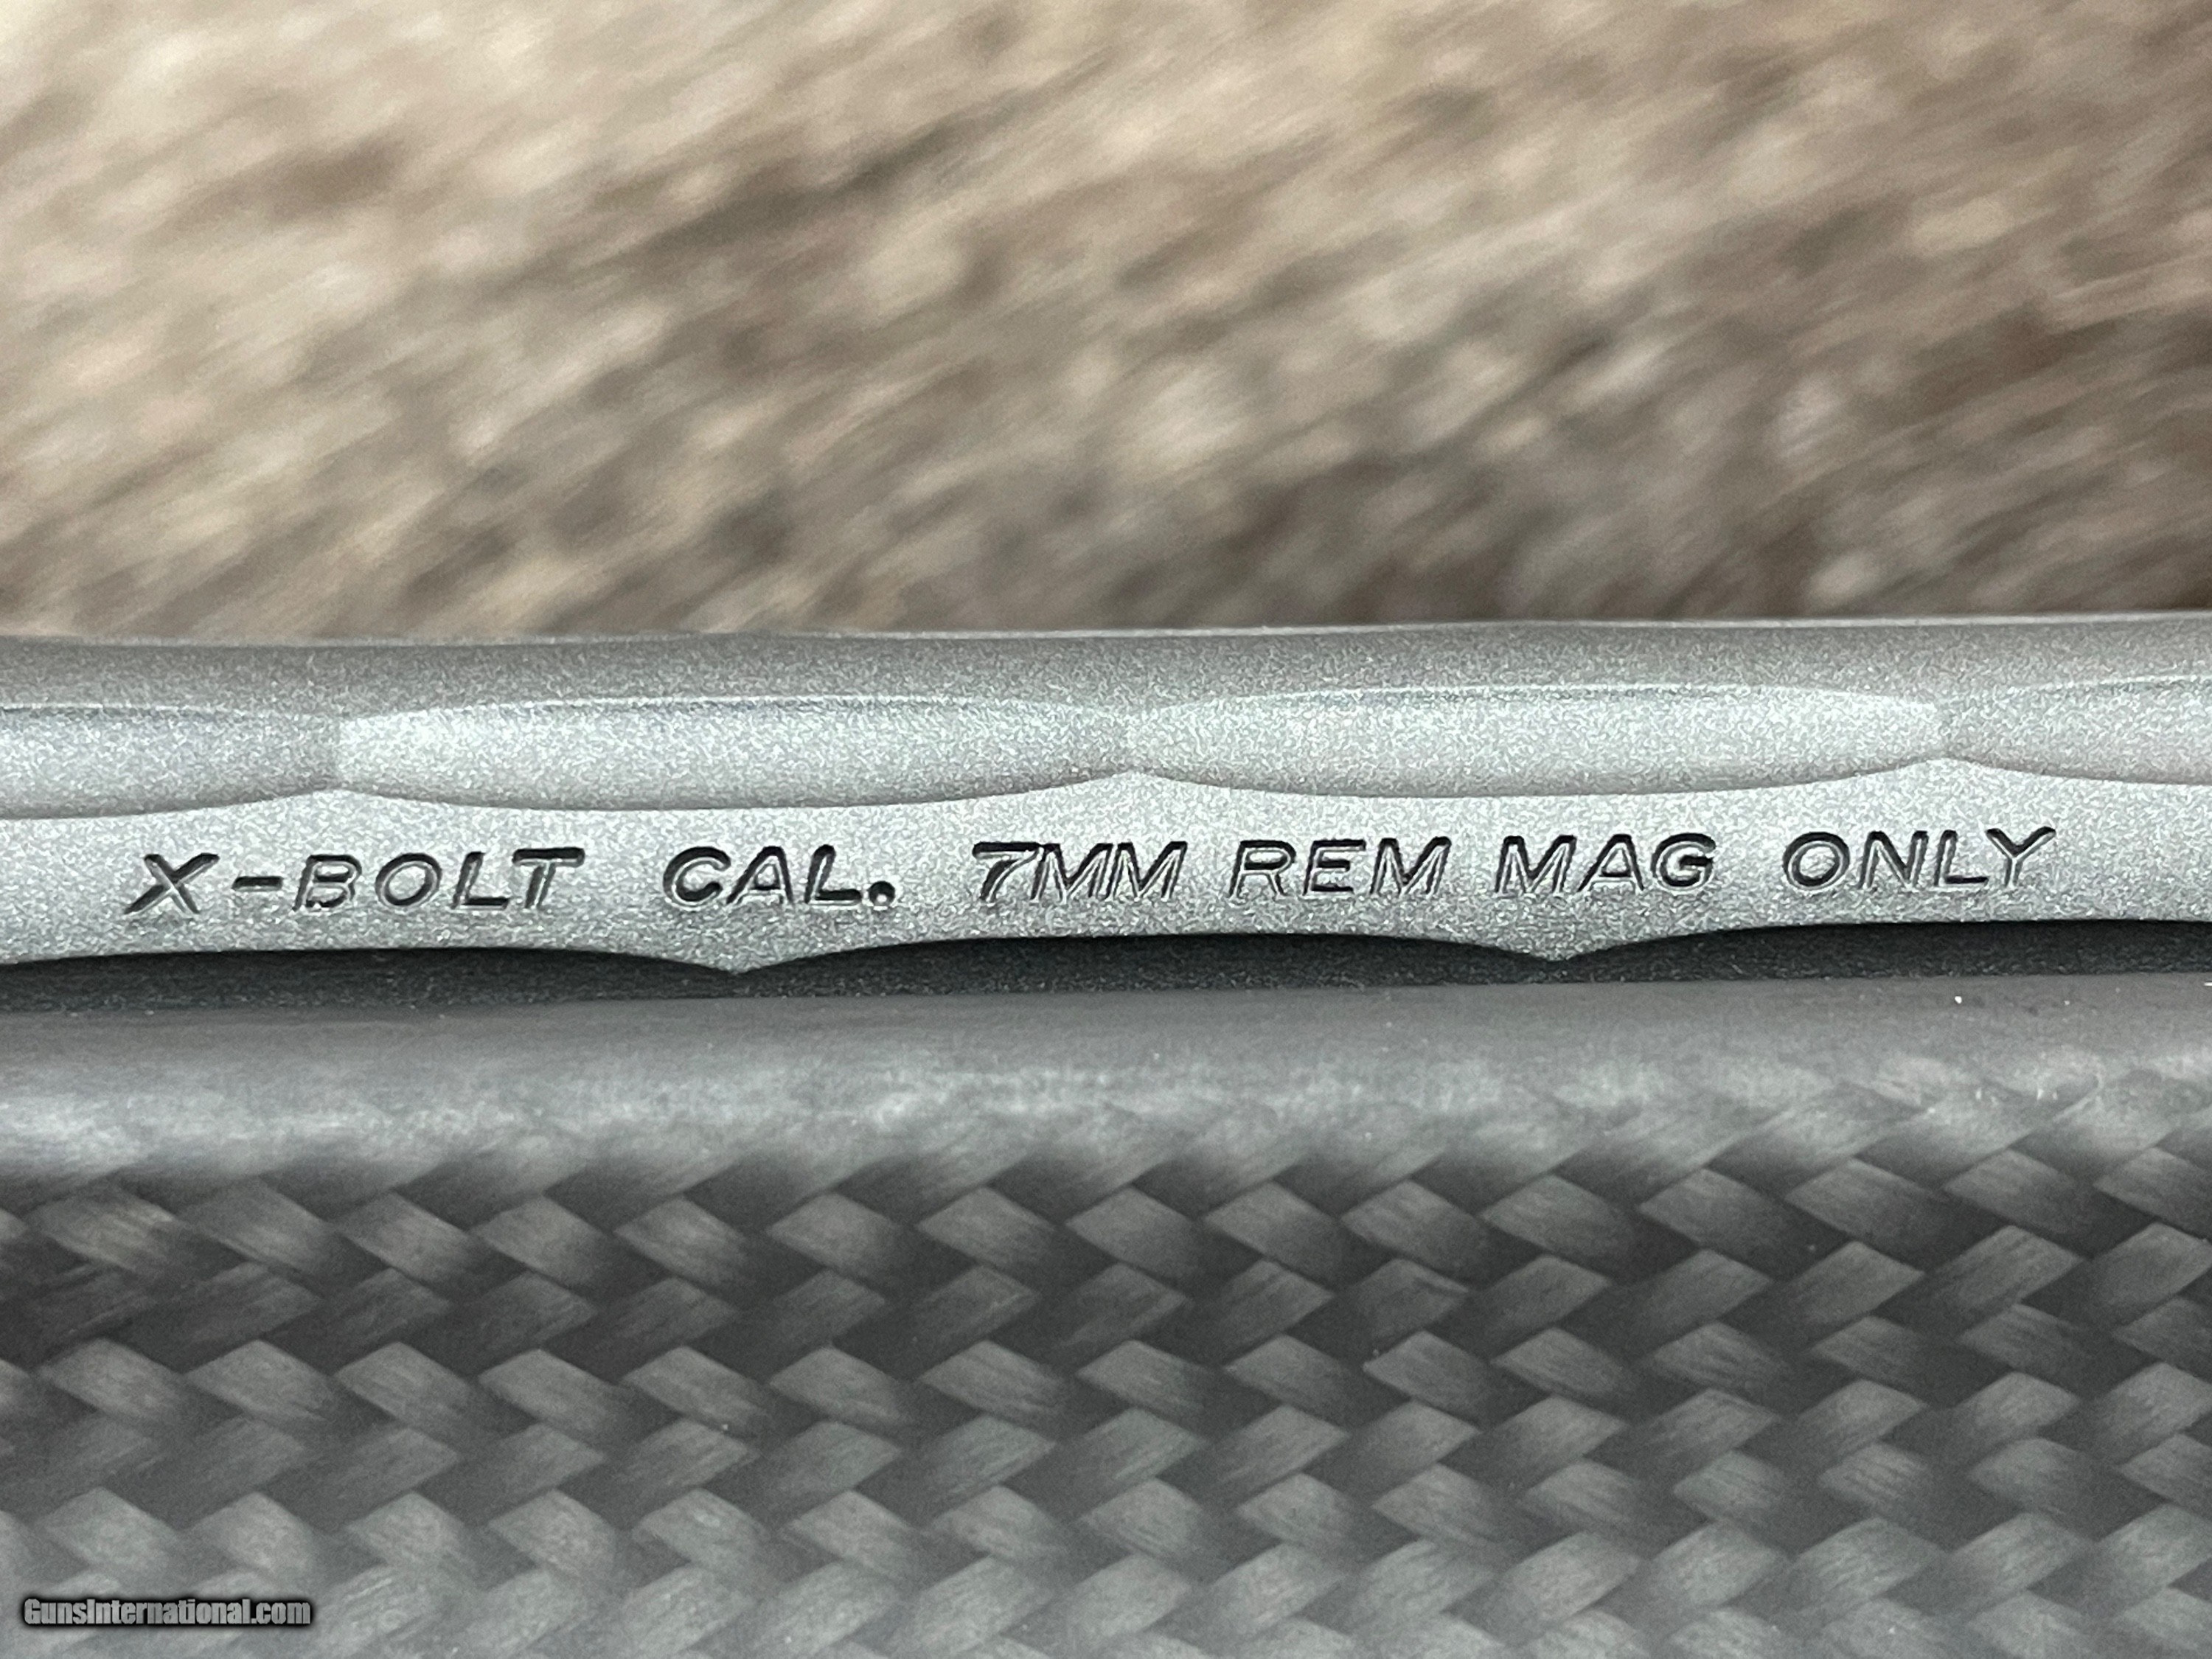 X-BOLT CAL. 7MM REM MAG ONLY
GunsInternational.com